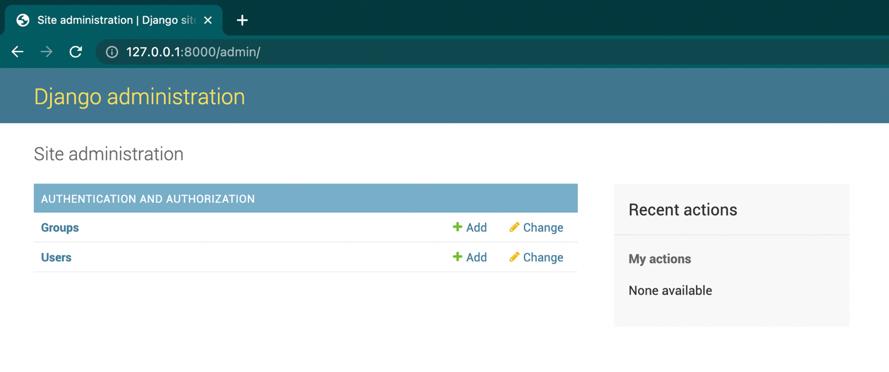 Site administration | Django sit
127.0.0.1:8000/admin/
Django administration
Site administration
AUTHENTICATION AND AUTHORIZATION
Groups Add Change
Users Add Change
Recent actions
My actions
None available